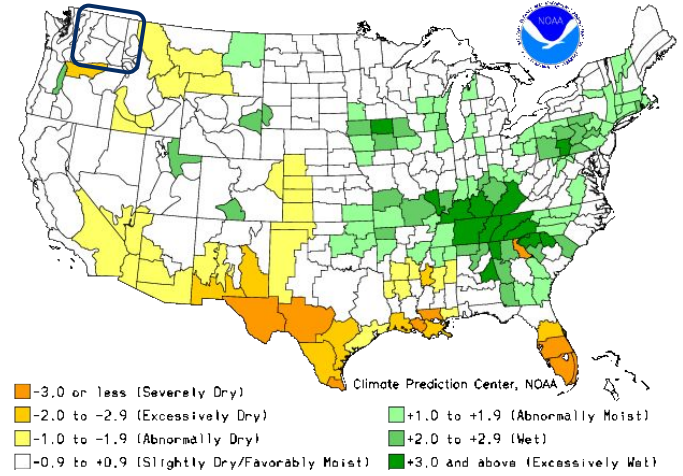 NOAA
Climate Prediction Center, NOAA
-3.0 or less (Severely Dry)
-2.0 to -2.9 (Excessively Dry)
-1.0 to -1.9 (Abnormally Dry)
-0.9 to +0.9 (Slightly Dry/Favorably Moist)
+1.0 to +1.9 (Abnormally Moist)
+2.0 to +2.9 (Wet)
+3.0 and above (Excessively Wet)